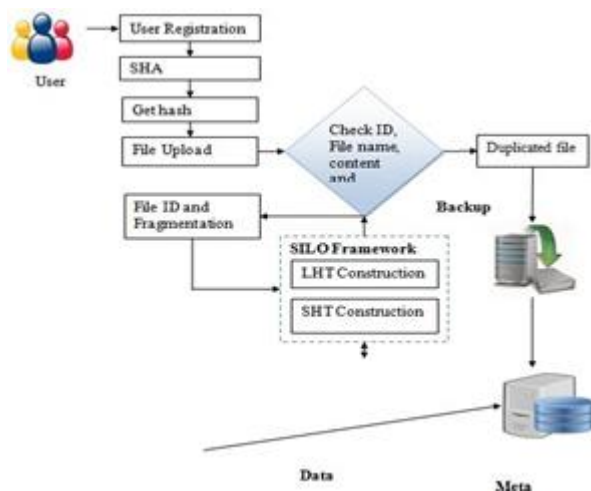 User Registration
User
SHA
Get hash
File Upload
Check ID,
File name,
content
and
Duplicated file
File ID and
Fragmentation
Backup
SILO Framework
LHT Construction
SHT Construction
Data
Meta